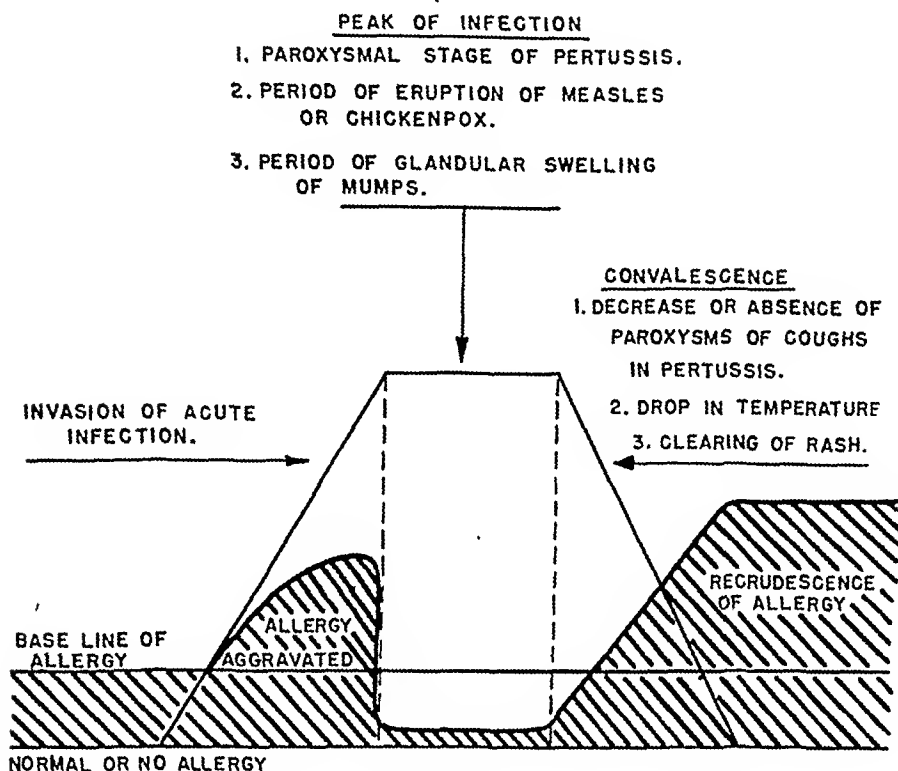 PEAK OF INFECTION
1. PAROXYSMAL STAGE OF PERTUSSIS.
2. PERIOD OF ERUPTION OF MEASLES
OR CHICKENPOX.
3. PERIOD OF GLANDULAR SWELLING
OF MUMPS.
CONVALESCENCE
1. DECREASE OR ABSENCE OF
PAROXYSMS OF COUGHS
IN PERTUSSIS.
2. DROP IN TEMPERATURE
3. CLEARING OF RASH.
INVASION OF ACUTE
INFECTION.
RECRUDESCENCE
OF ALLERGY
ALLERGY
AGGRAVATED
BASE LINE OF
ALLERGY
NORMAL OR NO ALLERGY